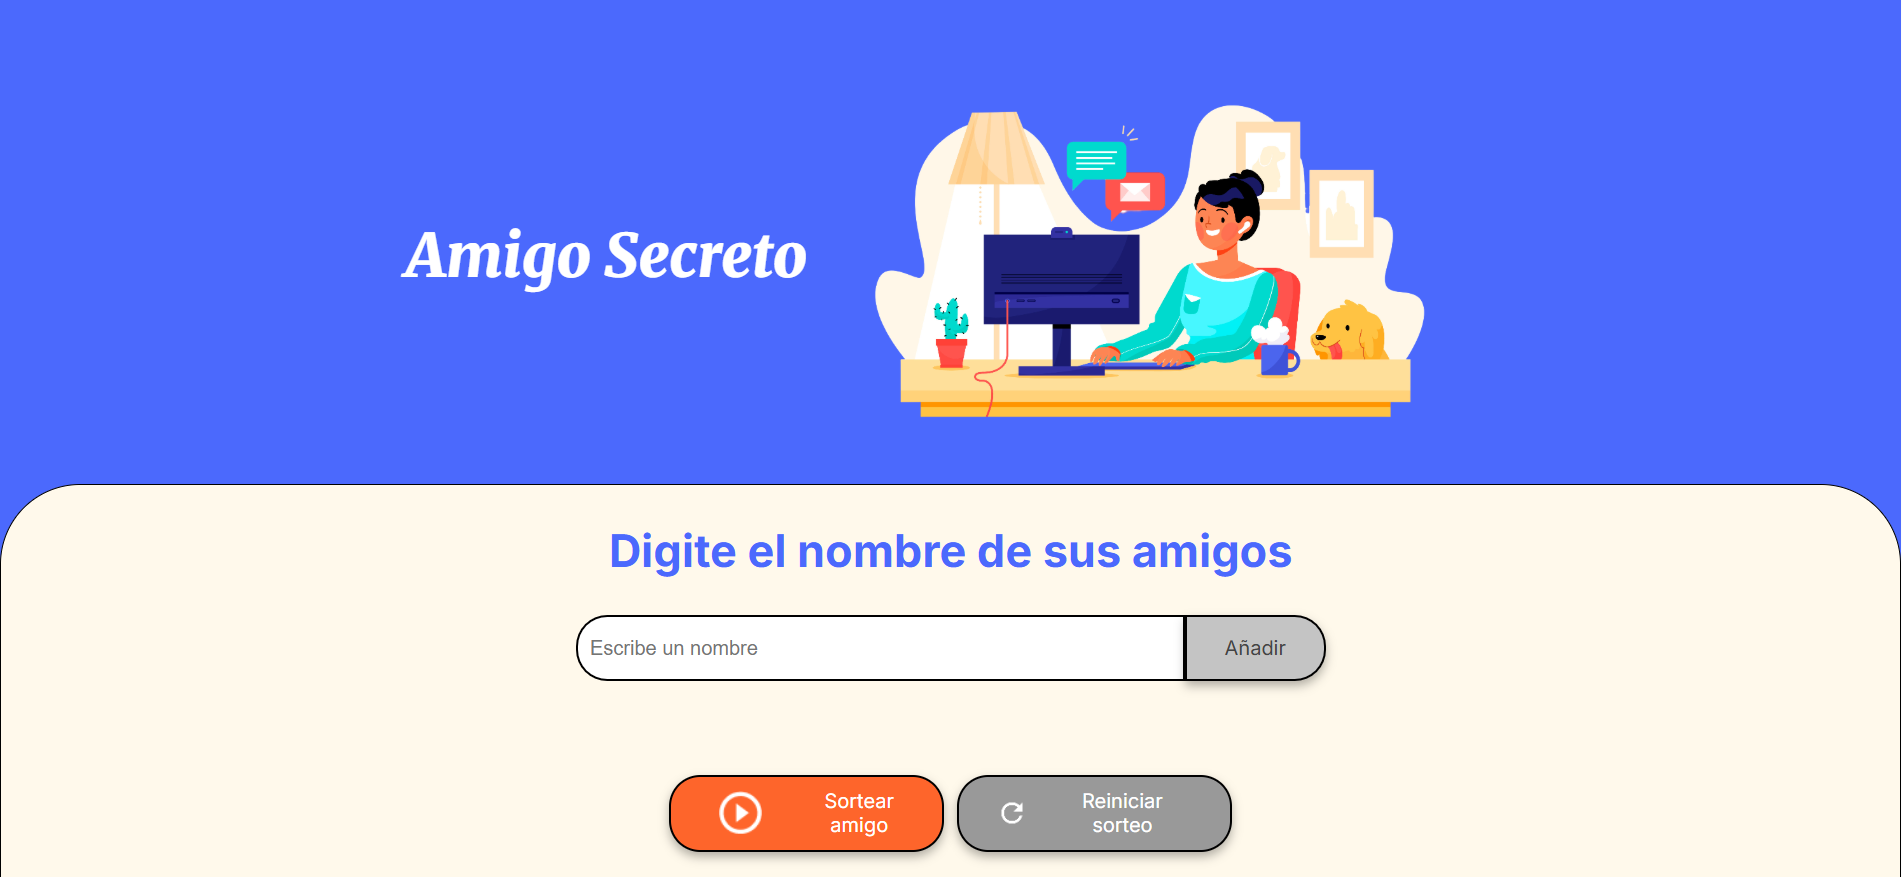 Amigo Secreto
Digite el nombre de sus amigos
Escribe un nombre
Añadir
Sortear
amigo
Reiniciar
sorteo